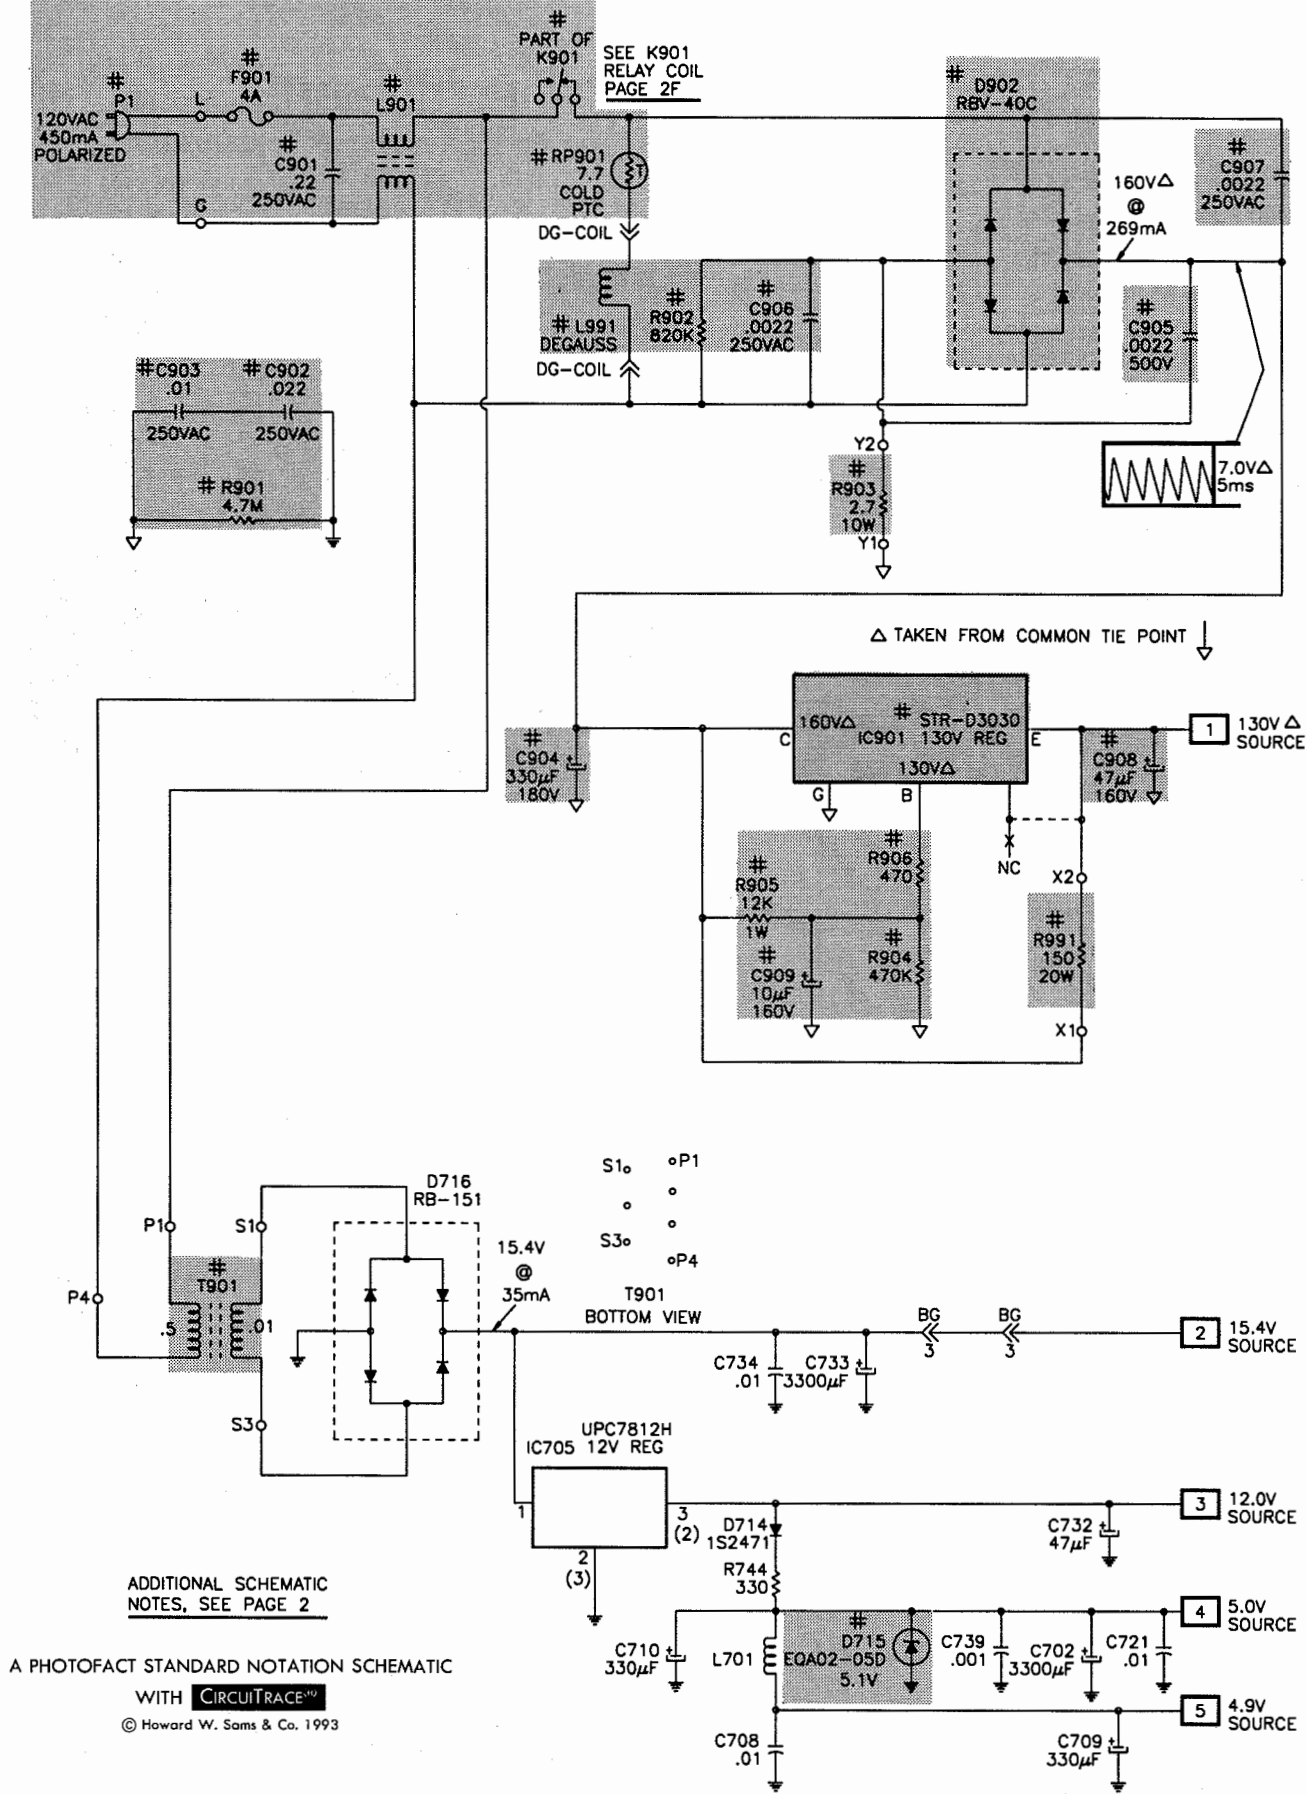 #
PART OF
K901
SEE K901
RELAY COIL
PAGE 2F
#
P1
120VAC
450mA
POLARIZED
L
G
#
F901
4A
#
L901
#
C901
.22
250VAC
# RP901
7.7
COLD
PTC
T
DG-COIL
# L991
DEGAUSS
DG-COIL
#
R902
820K
#
C906
.0022
250VAC
#
D902
RBV-40C
160V△
@
269mA
#
C907
.0022
250VAC
#
C905
.0022
500V
7.0V△
5ms
#C903
.01
250VAC
#C902
.022
250VAC
# R901
4.7M
Y2
#
R903
2.7
10W
Y1
△ TAKEN FROM COMMON TIE POINT
#
C904
330µF
180V
C
160V△
# STR-D3030
IC901 130V REG
130V△
E
G
B
NC
#
C908
47µF
160V
1
130V△
SOURCE
#
R906
470
#
R905
12K
1W
#
C909
10µF
160V
#
R904
470K
X2
#
R991
150
20W
X1
P1
P4
#
T901
.5
.01
S1
S3
D716
RB-151
15.4V
@
35mA
S1
P1
S3
P4
T901
BOTTOM VIEW
BG
3
BG
3
2
15.4V
SOURCE
C734
.01
C733
3300µF
UPC7812H
IC705 12V REG
1
2
(3)
3
(2)
D714
1S2471
R744
330
C732
47µF
3
12.0V
SOURCE
4
5.0V
SOURCE
C710
330µF
L701
#
D715
EQA02-05D
5.1V
C739
.001
C702
3300µF
C721
.01
5
4.9V
SOURCE
C708
.01
C709
330µF
ADDITIONAL SCHEMATIC
NOTES, SEE PAGE 2
A PHOTOFACT STANDARD NOTATION SCHEMATIC
WITH CIRCUITRACE
© Howard W. Sams & Co. 1993